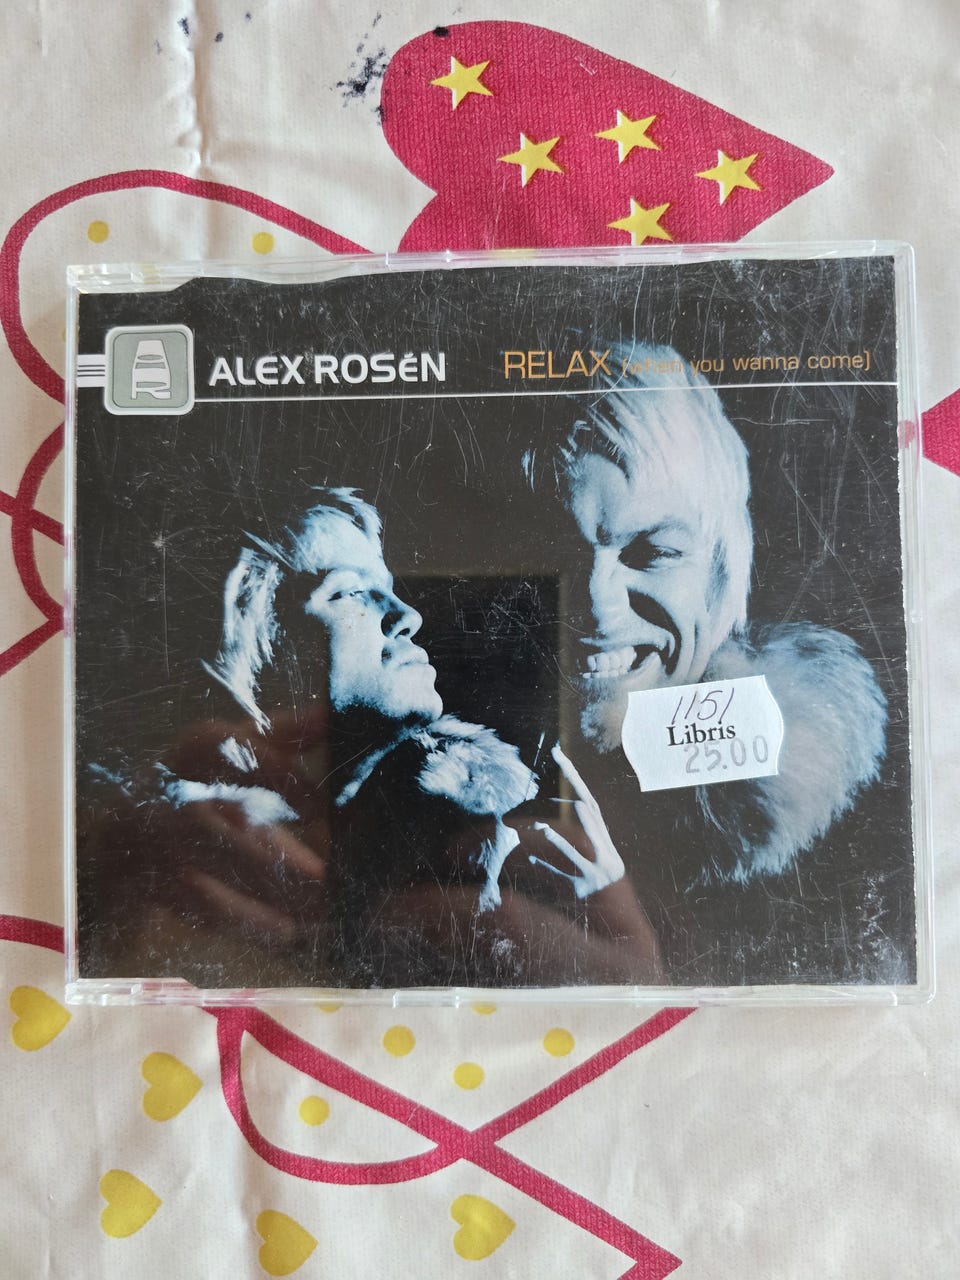 ALEX ROSÉN
RELAX (when you wanna come)
1151
Libris
25.00